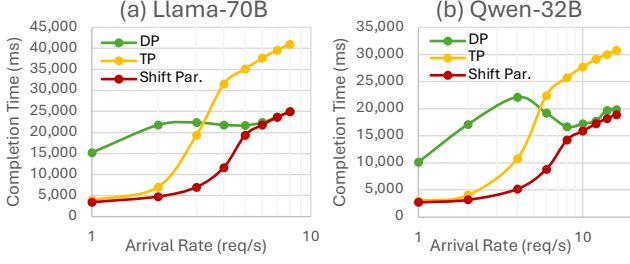 (a) Llama-70B
Completion Time (ms)
45,000
40,000
35,000
30,000
25,000
20,000
15,000
10,000
5,000
0
DP
TP
Shift Par.
1
10
Arrival Rate (req/s)
(b) Qwen-32B
Completion Time (ms)
35,000
30,000
25,000
20,000
15,000
10,000
5,000
0
DP
TP
Shift Par.
1
10
Arrival Rate (req/s)